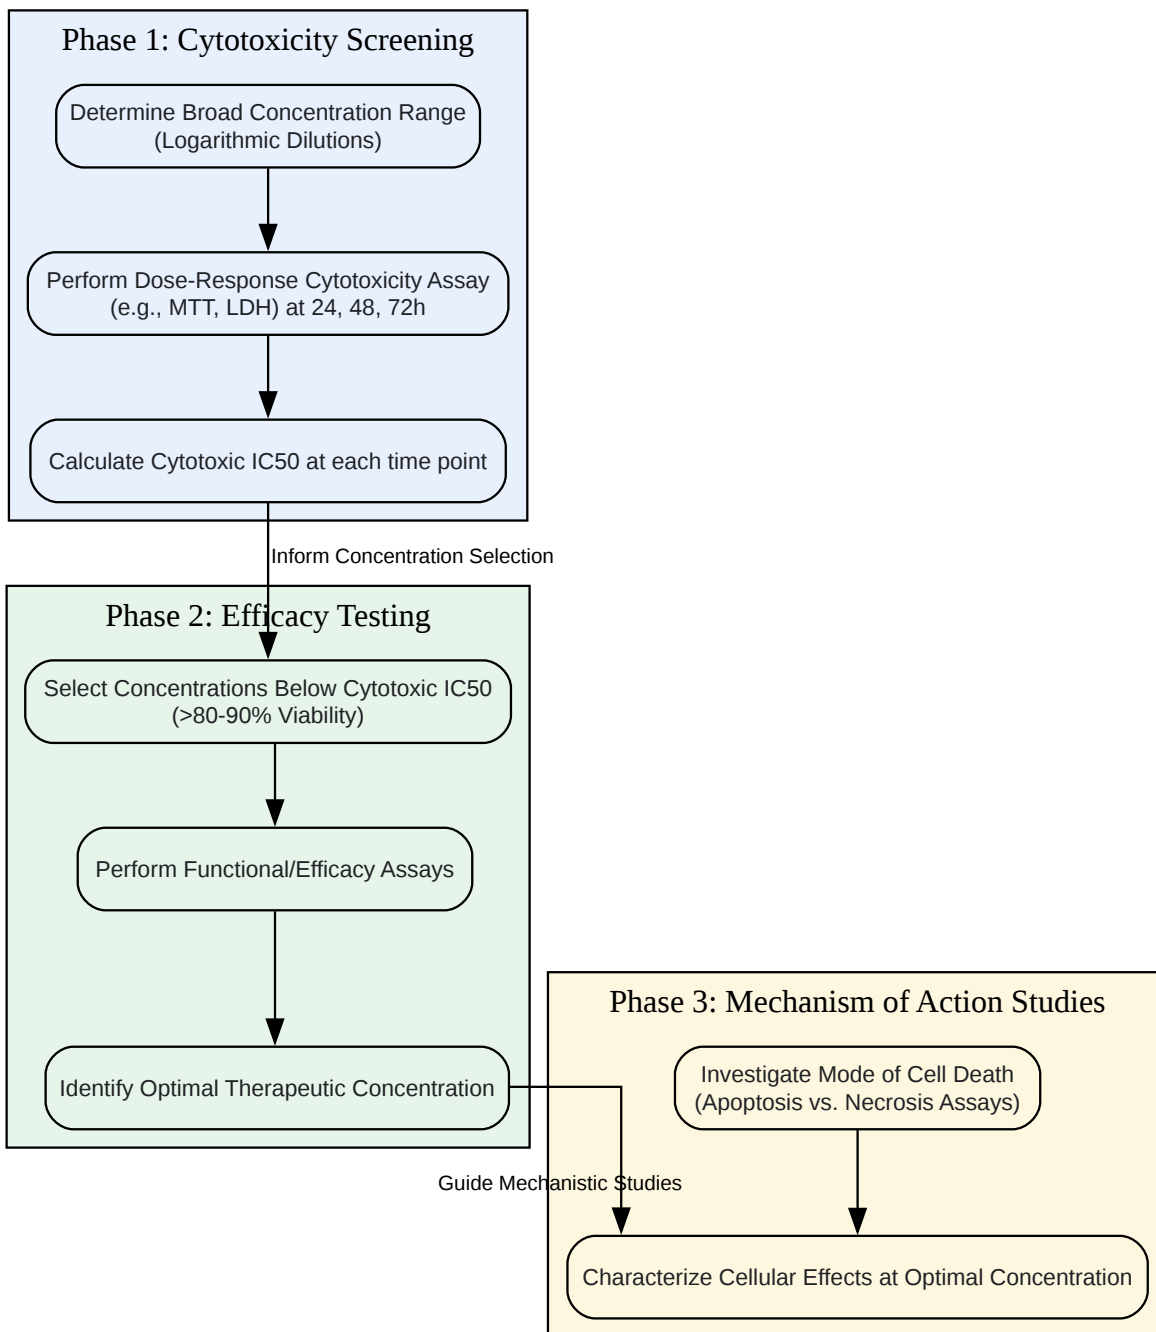 Phase 1: Cytotoxicity Screening
Determine Broad Concentration Range
(Logarithmic Dilutions)
Perform Dose-Response Cytotoxicity Assay
(e.g., MTT, LDH) at 24, 48, 72h
Calculate Cytotoxic IC50 at each time point
Inform Concentration Selection
Phase 2: Efficacy Testing
Select Concentrations Below Cytotoxic IC50
(>80-90% Viability)
Perform Functional/Efficacy Assays
Identify Optimal Therapeutic Concentration
Guide Mechanistic Studies
Phase 3: Mechanism of Action Studies
Investigate Mode of Cell Death
(Apoptosis vs. Necrosis Assays)
Characterize Cellular Effects at Optimal Concentration